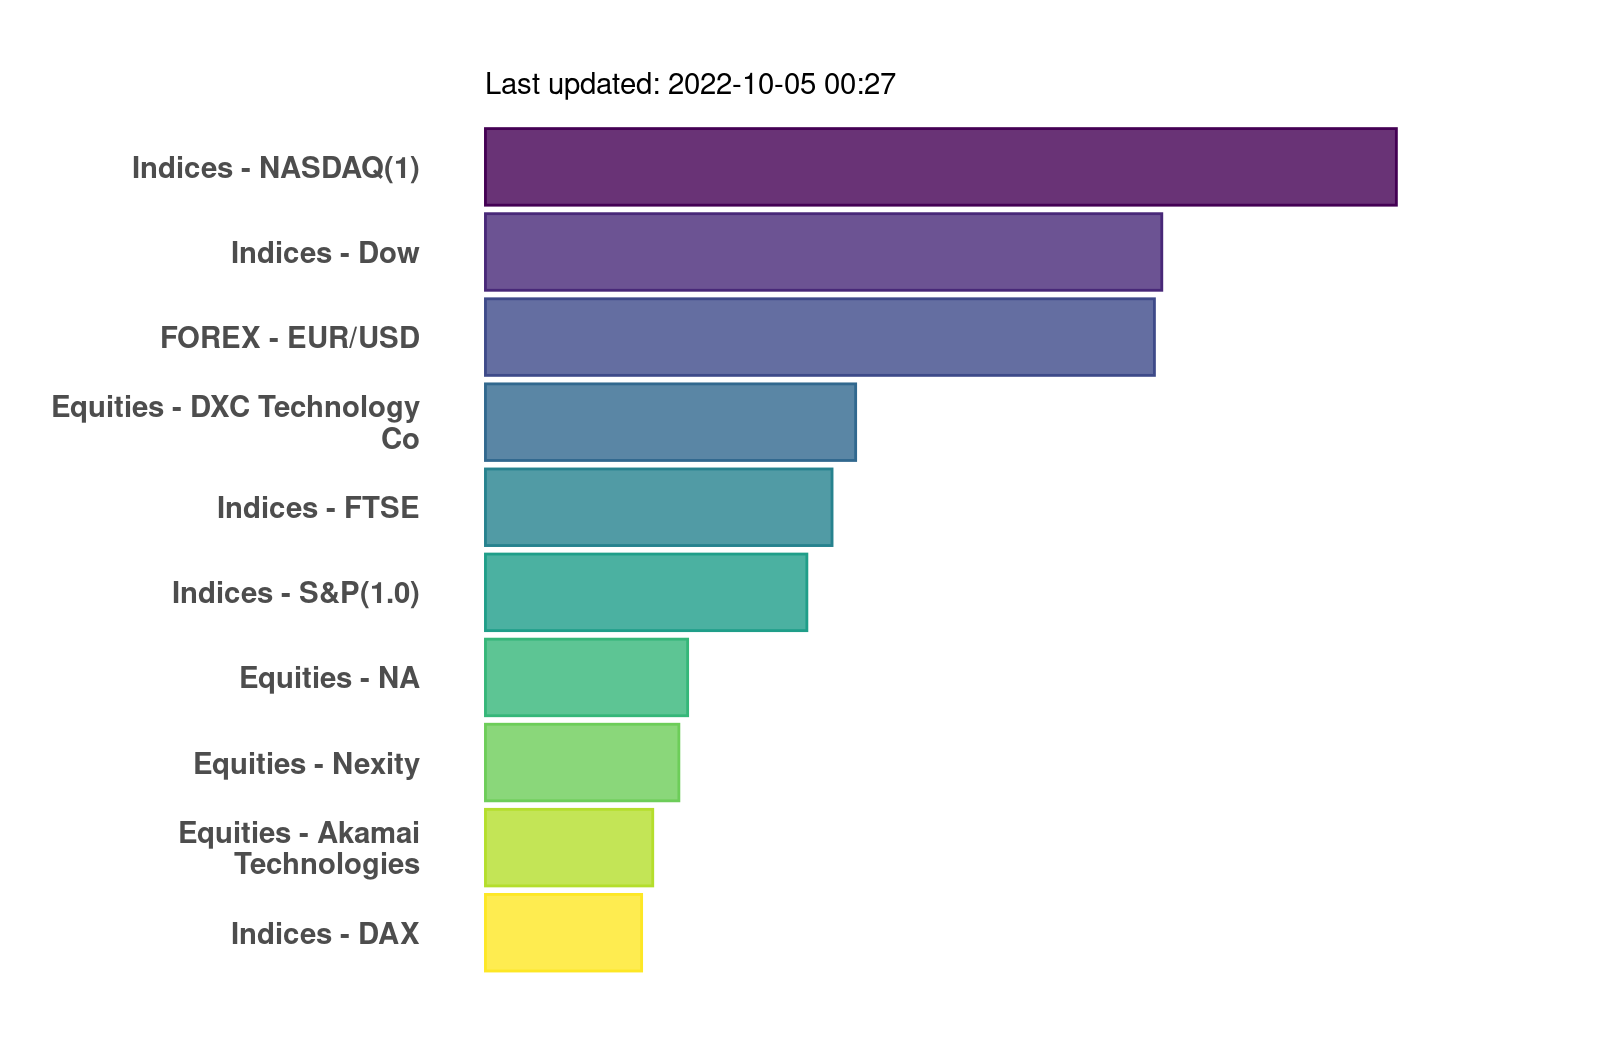 Last updated: 2022-10-05 00:27
Indices - NASDAQ(1)
Indices - Dow
FOREX - EUR/USD
Equities - DXC Technology
Co
Indices - FTSE
Indices - S&P(1.0)
Equities - NA
Equities - Nexity
Equities - Akamai
Technologies
Indices - DAX